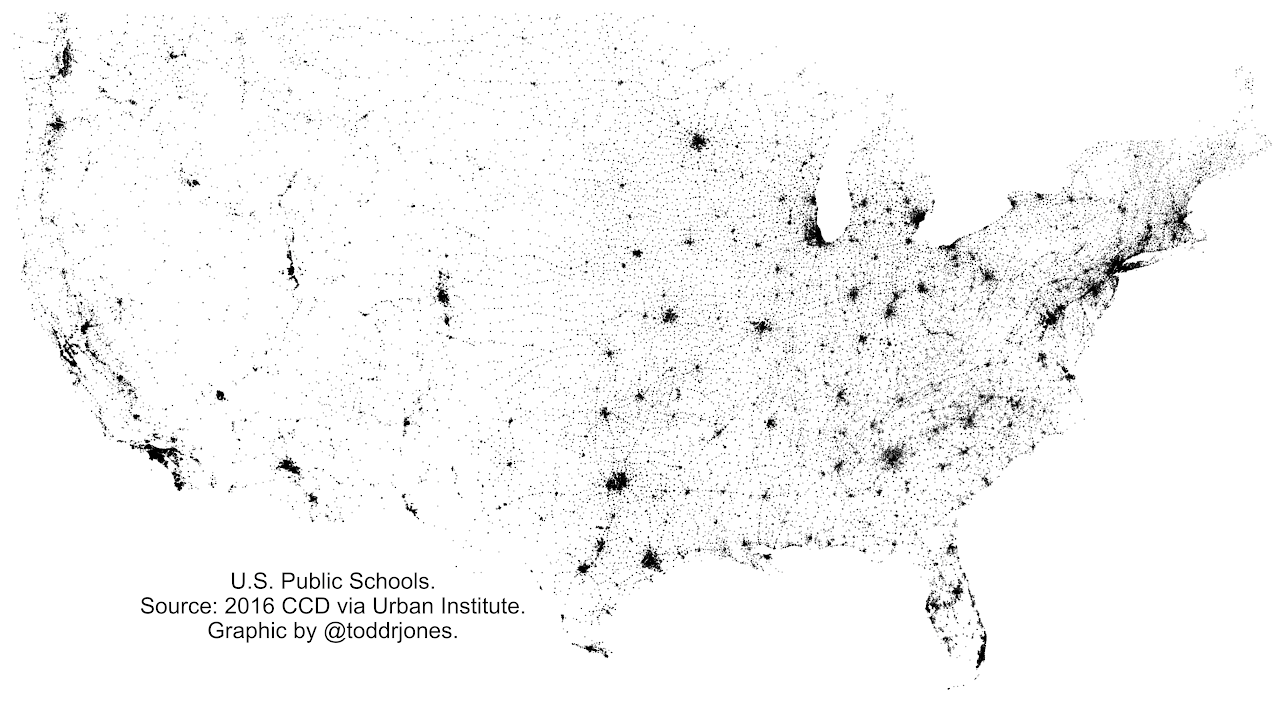 U.S. Public Schools.
Source: 2016 CCD via Urban Institute.
Graphic by @toddrjones.